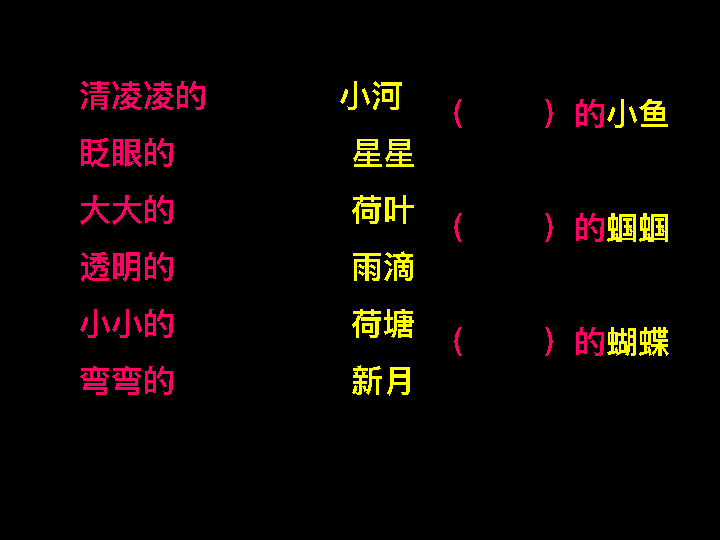 清凌凌的 小河
眨眼的 星星
大大的 荷叶
透明的 雨滴
小小的 荷塘
弯弯的 新月
（ ）的小鱼
（ ）的蝈蝈
（ ）的蝴蝶